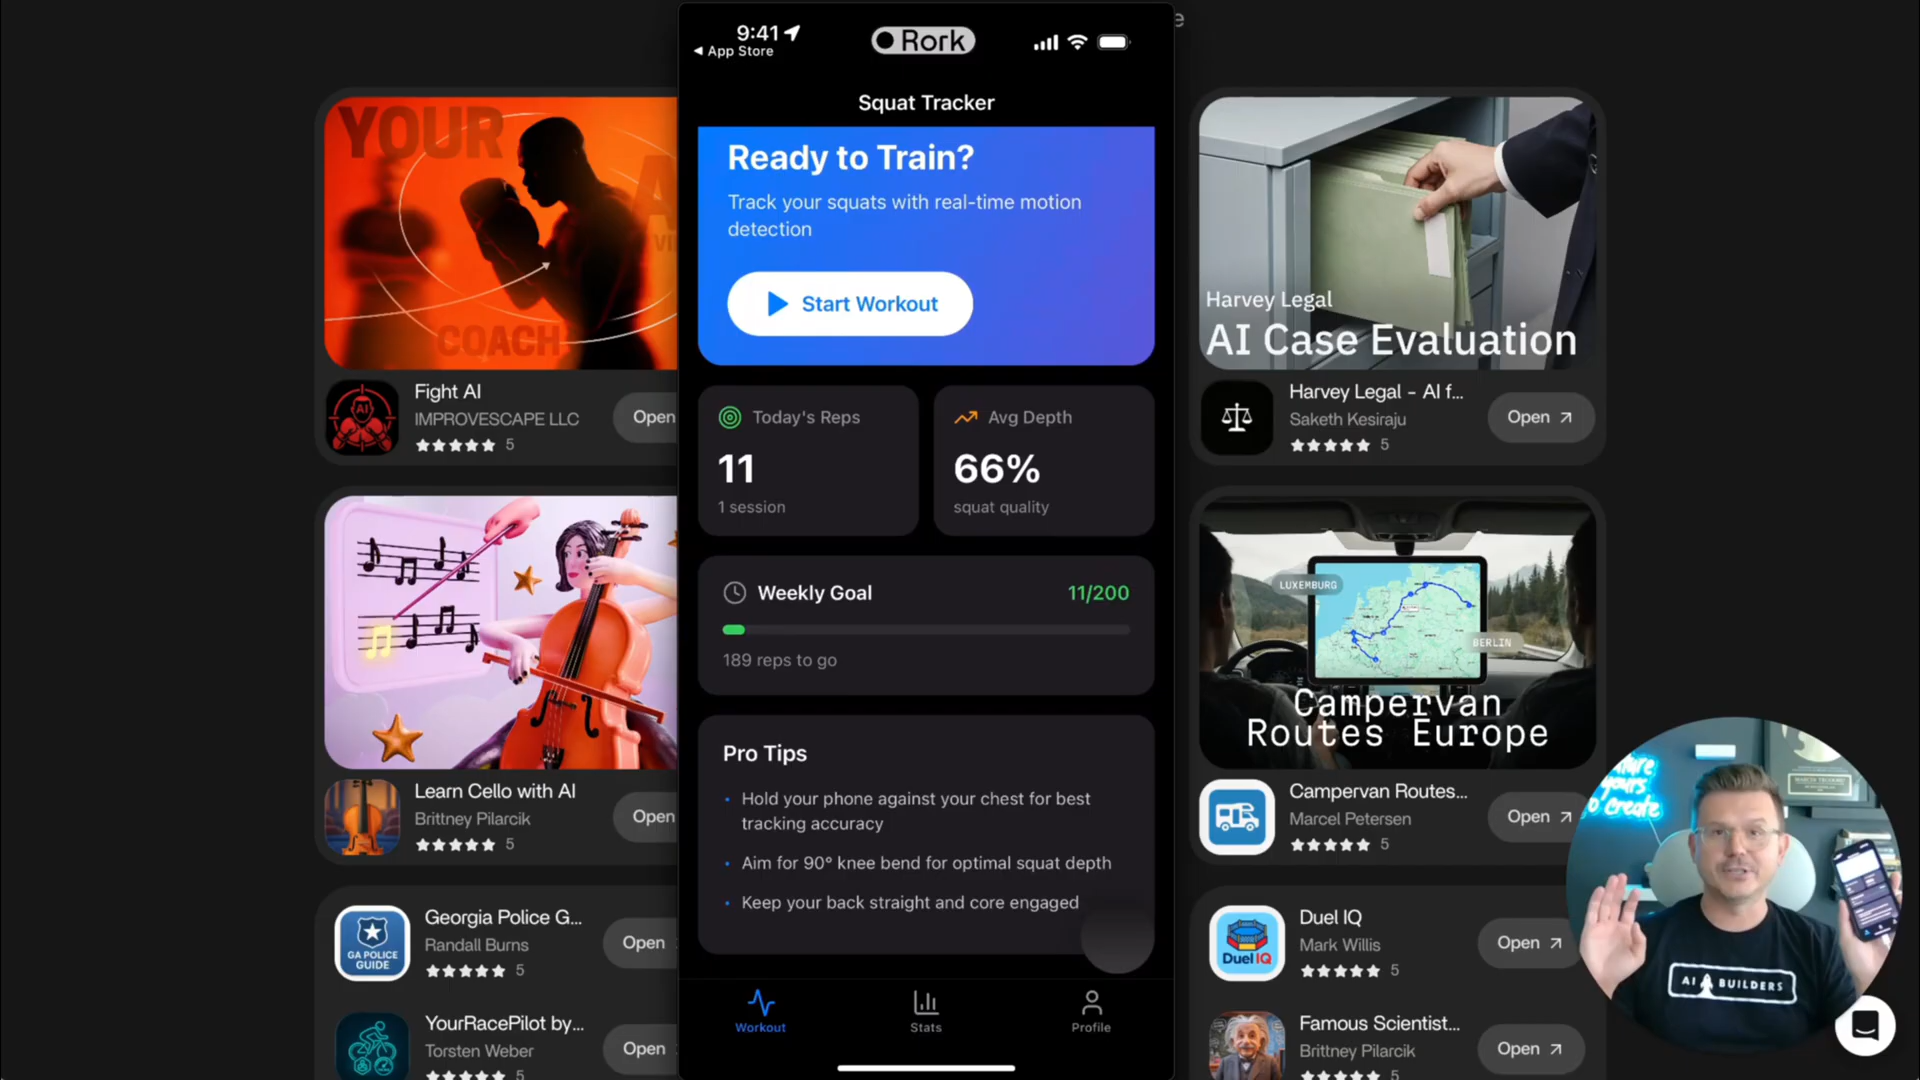 9:41
App Store
Rork
Squat Tracker
Ready to Train?
Track your squats with real-time motion
detection
Start Workout
Today's Reps
11
1 session
Avg Depth
66%
squat quality
Weekly Goal
11/200
189 reps to go
Pro Tips
• Hold your phone against your chest for best
tracking accuracy
• Aim for 90° knee bend for optimal squat depth
• Keep your back straight and core engaged
Workout
Stats
Profile
YOUR
COACH
AI
Fight AI
IMPROVESCAPE LLC
5
Open
Learn Cello with AI
Brittney Pilarcik
5
Open
GA POLICE
GUIDE
Georgia Police G...
Randall Burns
5
Open
YourRacePilot by...
Torsten Weber
5
Open
Harvey Legal
AI Case Evaluation
Harvey Legal - AI f...
Saketh Kesiraju
5
Open
LUXEMBURG
BERLIN
Campervan
Routes Europe
Campervan Routes...
Marcel Petersen
5
Open
Duel IQ
Duel IQ
Mark Willis
5
Open
Famous Scientist...
Brittney Pilarcik
5
Open
yours
to create
AI BUILDERS